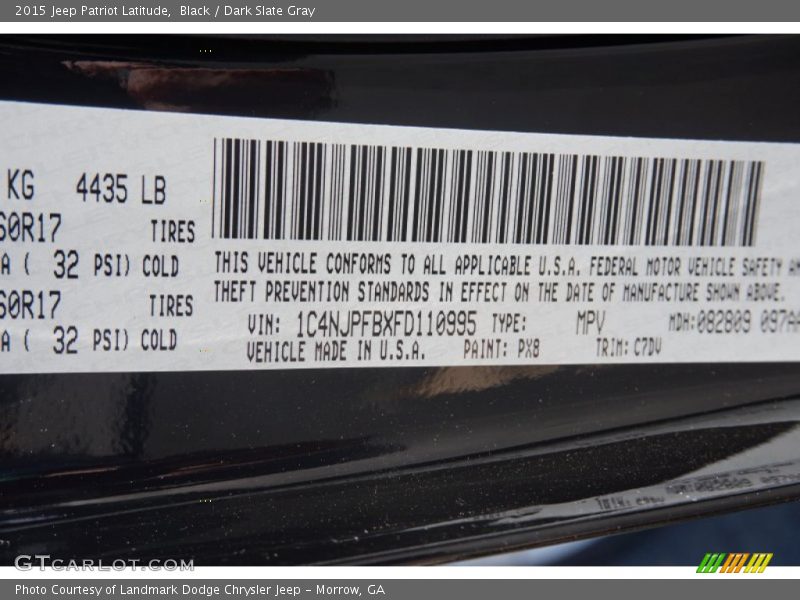 2015 Jeep Patriot Latitude, Black / Dark Slate Gray
KG 4435 LB
60R17 TIRES
A ( 32 PSI) COLD
60R17 TIRES
A ( 32 PSI) COLD
THIS VEHICLE CONFORMS TO ALL APPLICABLE U.S.A. FEDERAL MOTOR VEHICLE SAFETY
THEFT PREVENTION STANDARDS IN EFFECT ON THE DATE OF MANUFACTURE SHOWN ABOVE.
VIN: 1C4NJPFBXFD110995 TYPE: MPV MDH: 082809 097
VEHICLE MADE IN U.S.A. PAINT: PX8 TRIM: C7DV
GTCARLOT.COM
Photo Courtesy of Landmark Dodge Chrysler Jeep – Morrow, GA